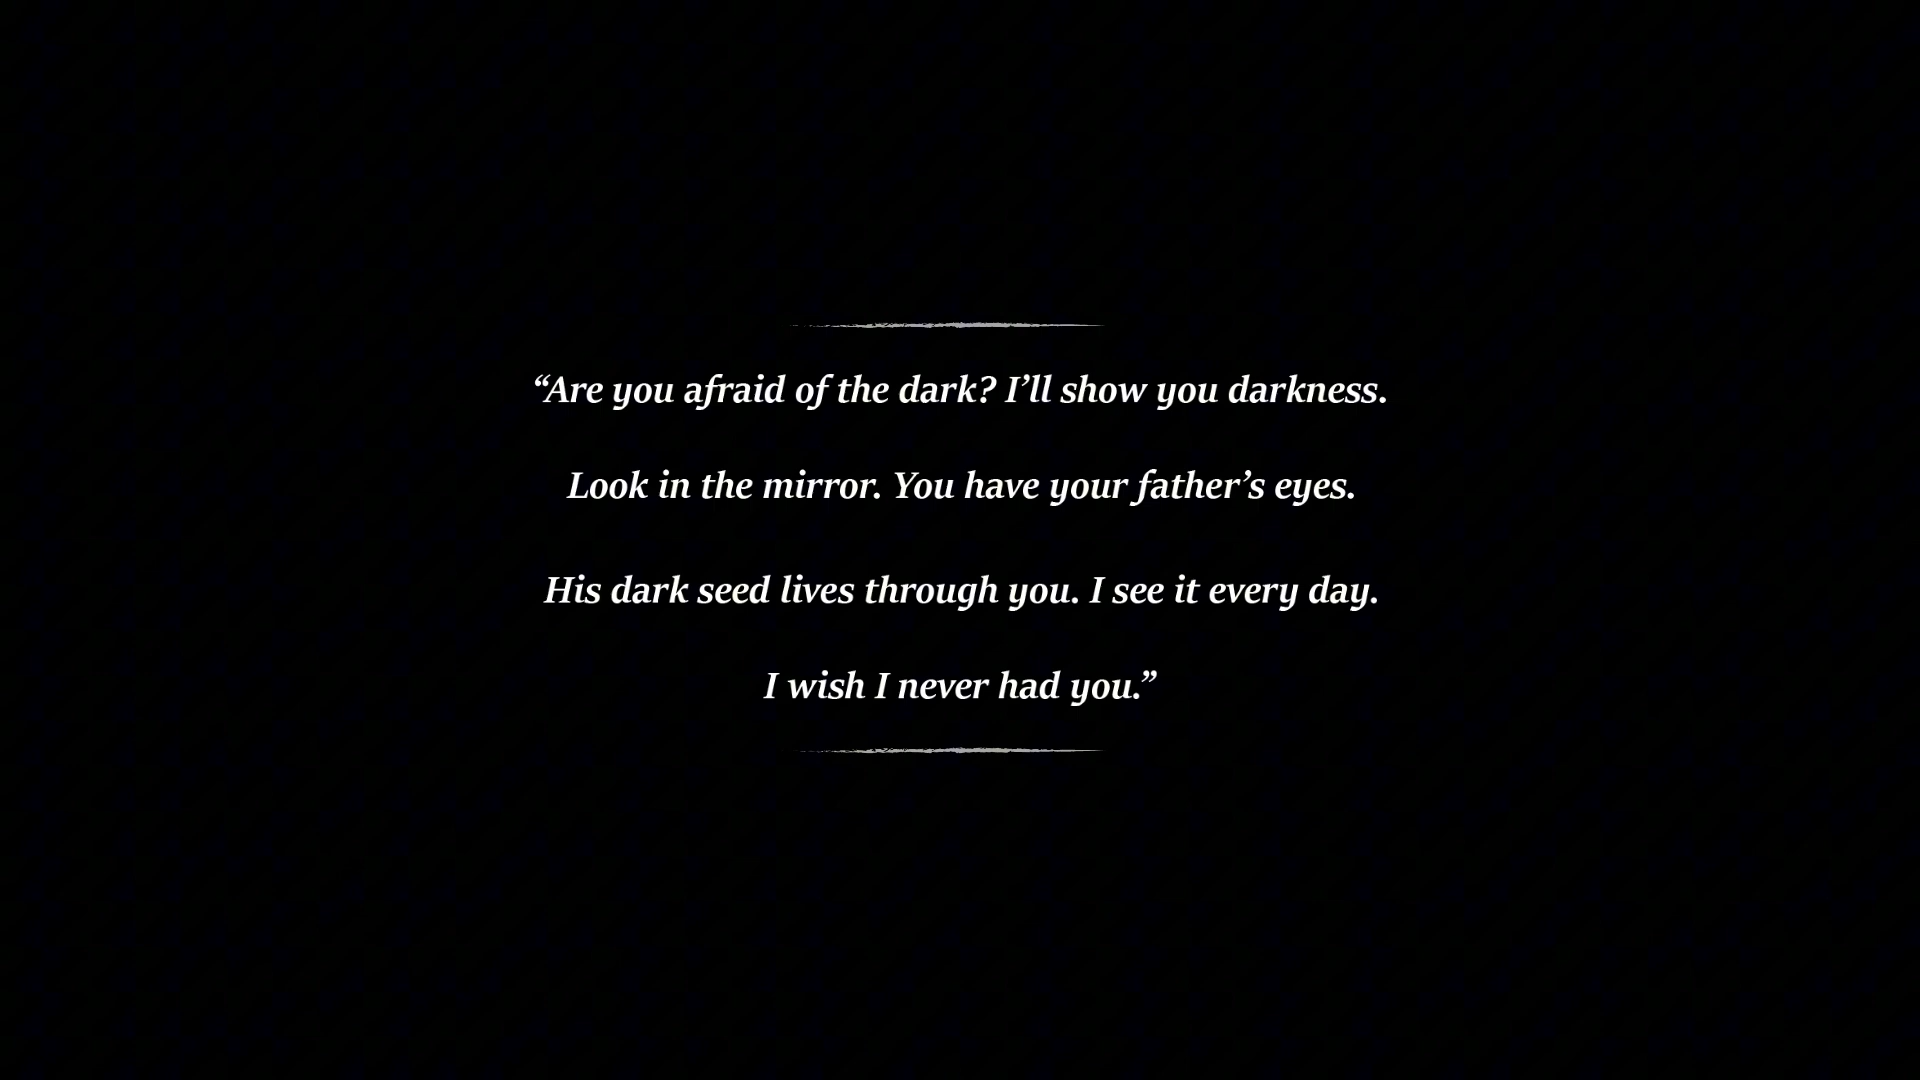 “Are you afraid of the dark? I’ll show you darkness.
Look in the mirror. You have your father’s eyes.
His dark seed lives through you. I see it every day.
I wish I never had you.”